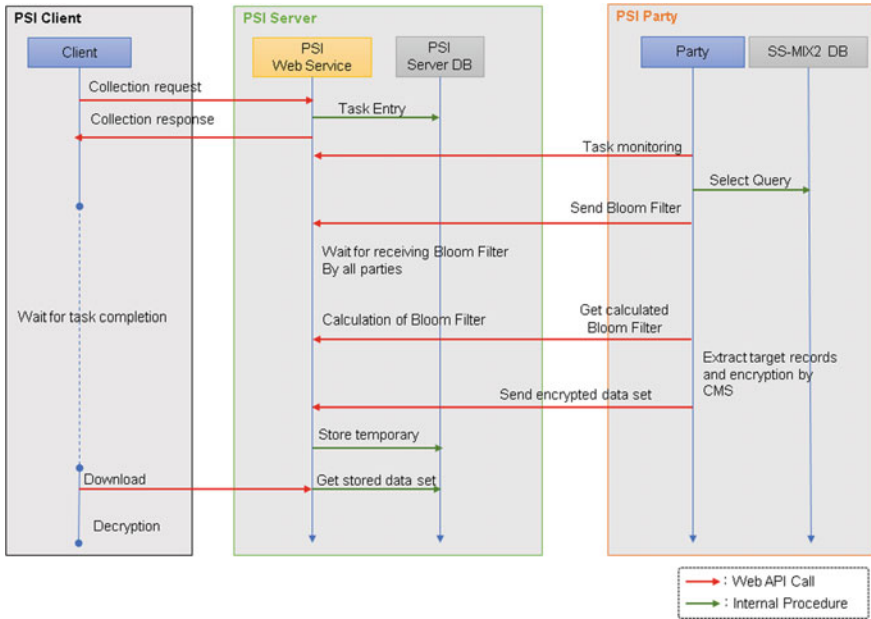 PSI Client
PSI Server
PSI Party
Client
PSI
Web Service
PSI
Server DB
Party
SS-MIX2 DB
Collection request
Task Entry
Collection response
Task monitoring
Select Query
Send Bloom Filter
Wait for receiving Bloom Filter
By all parties
Wait for task completion
Calculation of Bloom Filter
Get calculated
Bloom Filter
Extract target records
and encryption by
CMS
Send encrypted data set
Store temporary
Download
Get stored data set
Decryption
: Web API Call
: Internal Procedure